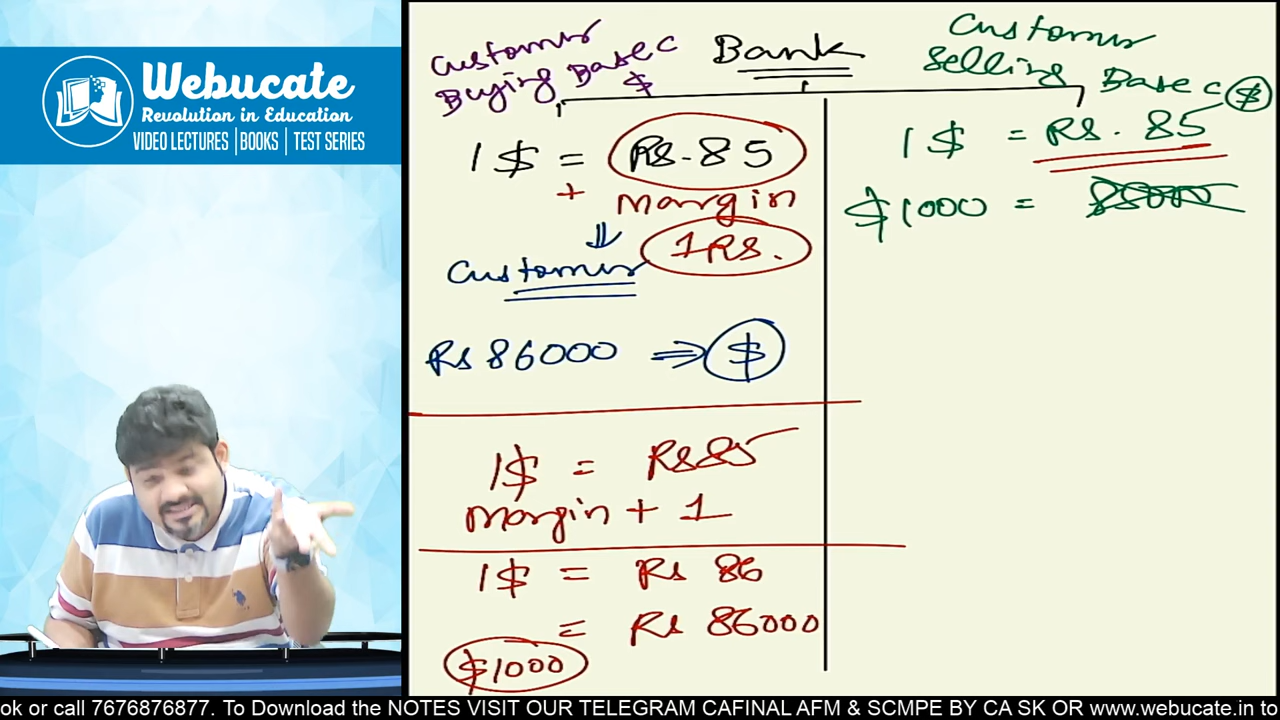 Webucate
Revolution in Education
VIDEO LECTURES | BOOKS | TEST SERIES
Customer
Buying Base C
$
Bank
Customer
Selling
Base C $
1$ = Rs. 85
+ Margin
1 Rs.
Customer
Rs 86000 ⇒ $
1$ = Rs 85
Margin + 1
1$ = Rs 86
= Rs 86000
$1000
1$ = Rs. 85
$1000 = 85000
ok or call 7676876877. To Download the NOTES VISIT OUR TELEGRAM CAFINAL AFM & SCMPE BY CA SK OR www.webucate.in to